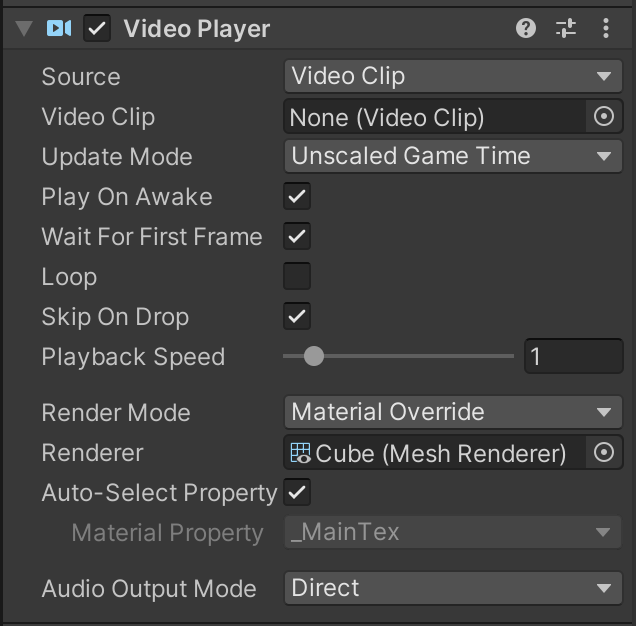 Video Player
Source Video Clip
Video Clip None (Video Clip)
Update Mode Unscaled Game Time
Play On Awake
Wait For First Frame
Loop
Skip On Drop
Playback Speed 1
Render Mode Material Override
Renderer Cube (Mesh Renderer)
Auto-Select Property
Material Property _MainTex
Audio Output Mode Direct